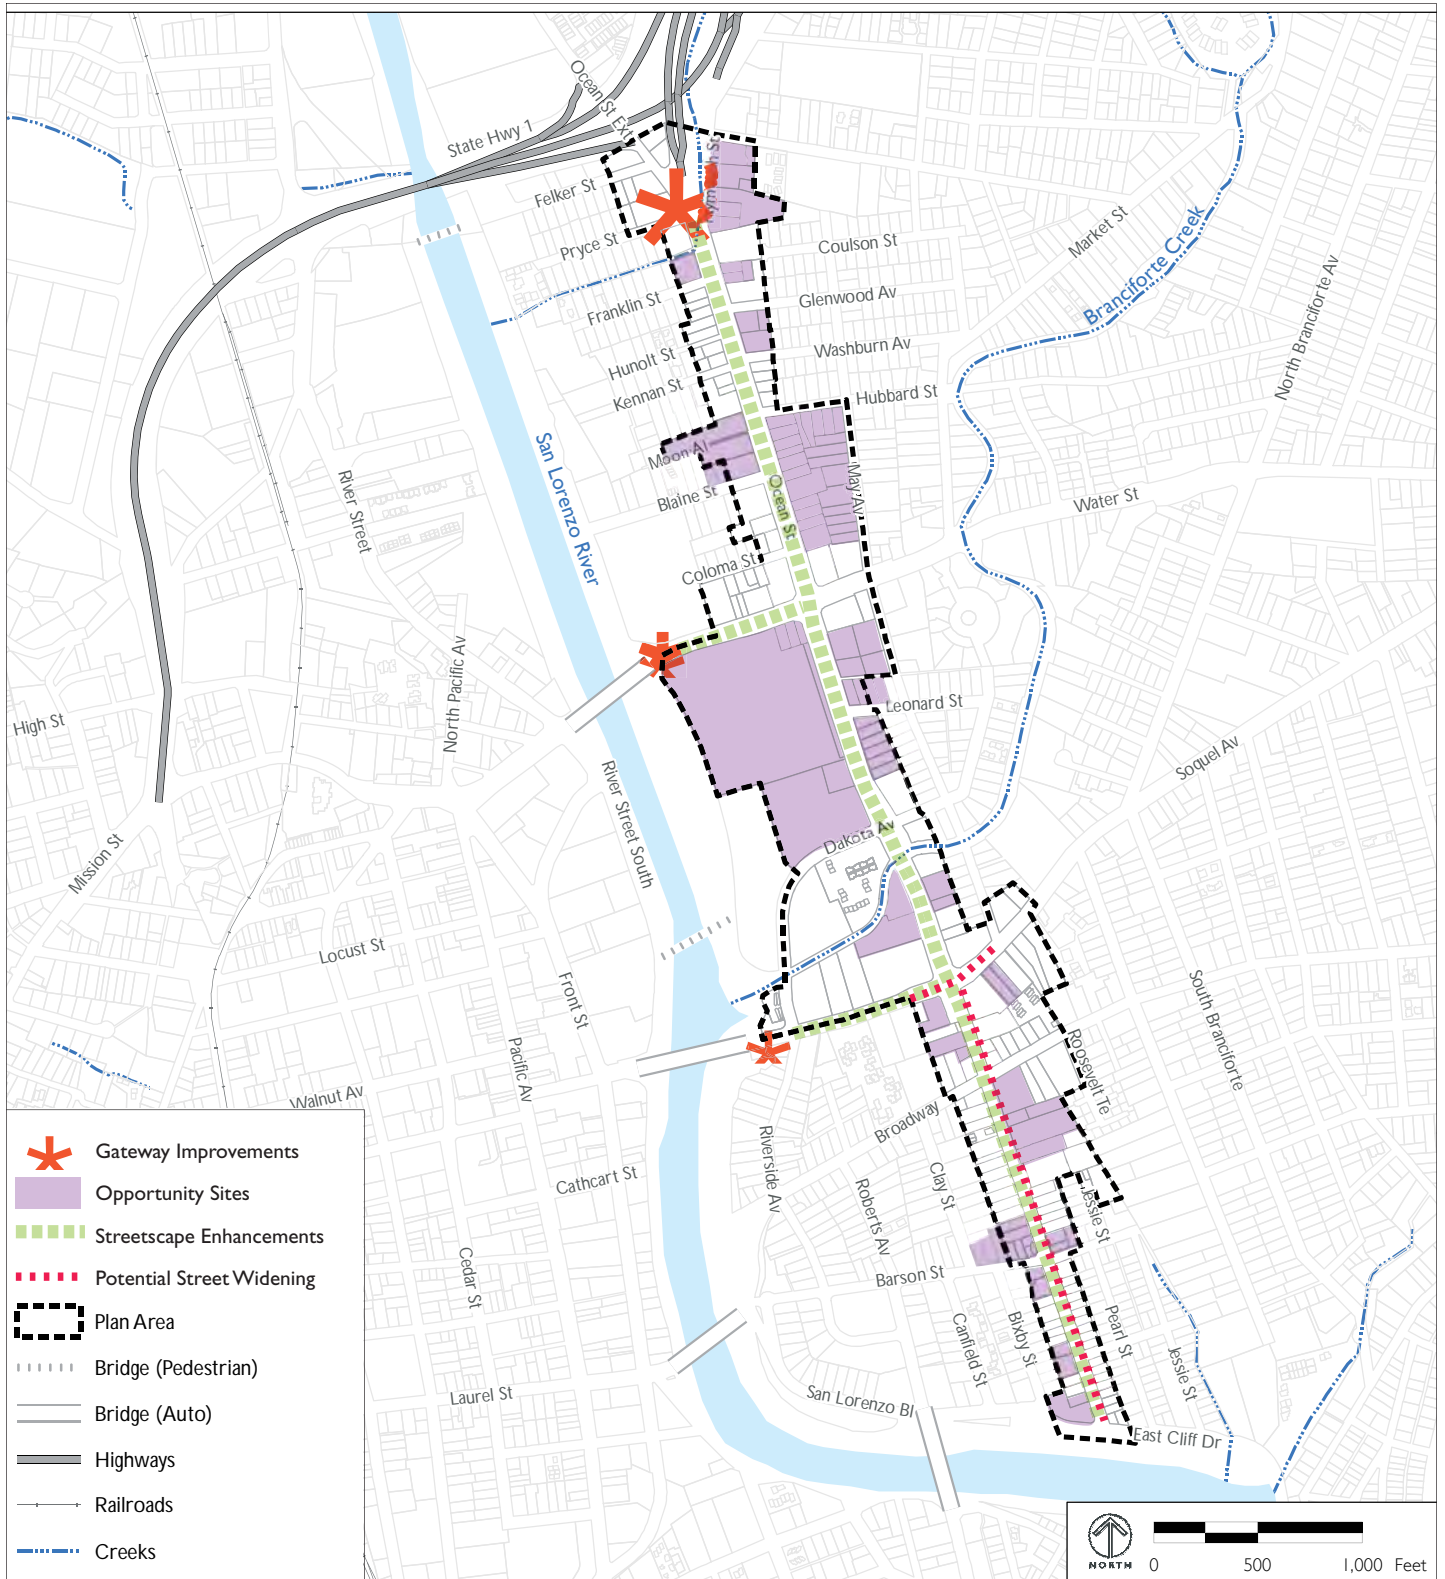 Ocean St Ext
State Hwy 1
Felker St
Pryce St
Coulson St
Market St
Branciforte Creek
North Branciforte Av
Franklin St
Glenwood Av
Hunolt St
Washburn Av
Kennan St
Hubbard St
San Lorenzo River
Moon Al
May Av
River Street
Blaine St
Ocean St
Water St
Coloma St
North Pacific Av
High St
Leonard St
Soquel Av
River Street South
Mission St
Dakota Av
Locust St
Front St
South Branciforte
Pacific Av
Roosevelt Te
Walnut Av
Broadway
Riverside Av
Cathcart St
Clay St
Roberts Av
Jessie St
Cedar St
Barson St
Canfield St
Bixby St
Pearl St
Jessie St
Laurel St
San Lorenzo Bl
East Cliff Dr
Gateway Improvements
Opportunity Sites
Streetscape Enhancements
Potential Street Widening
Plan Area
Bridge (Pedestrian)
Bridge (Auto)
Highways
Railroads
Creeks
NORTH
0 500 1,000 Feet